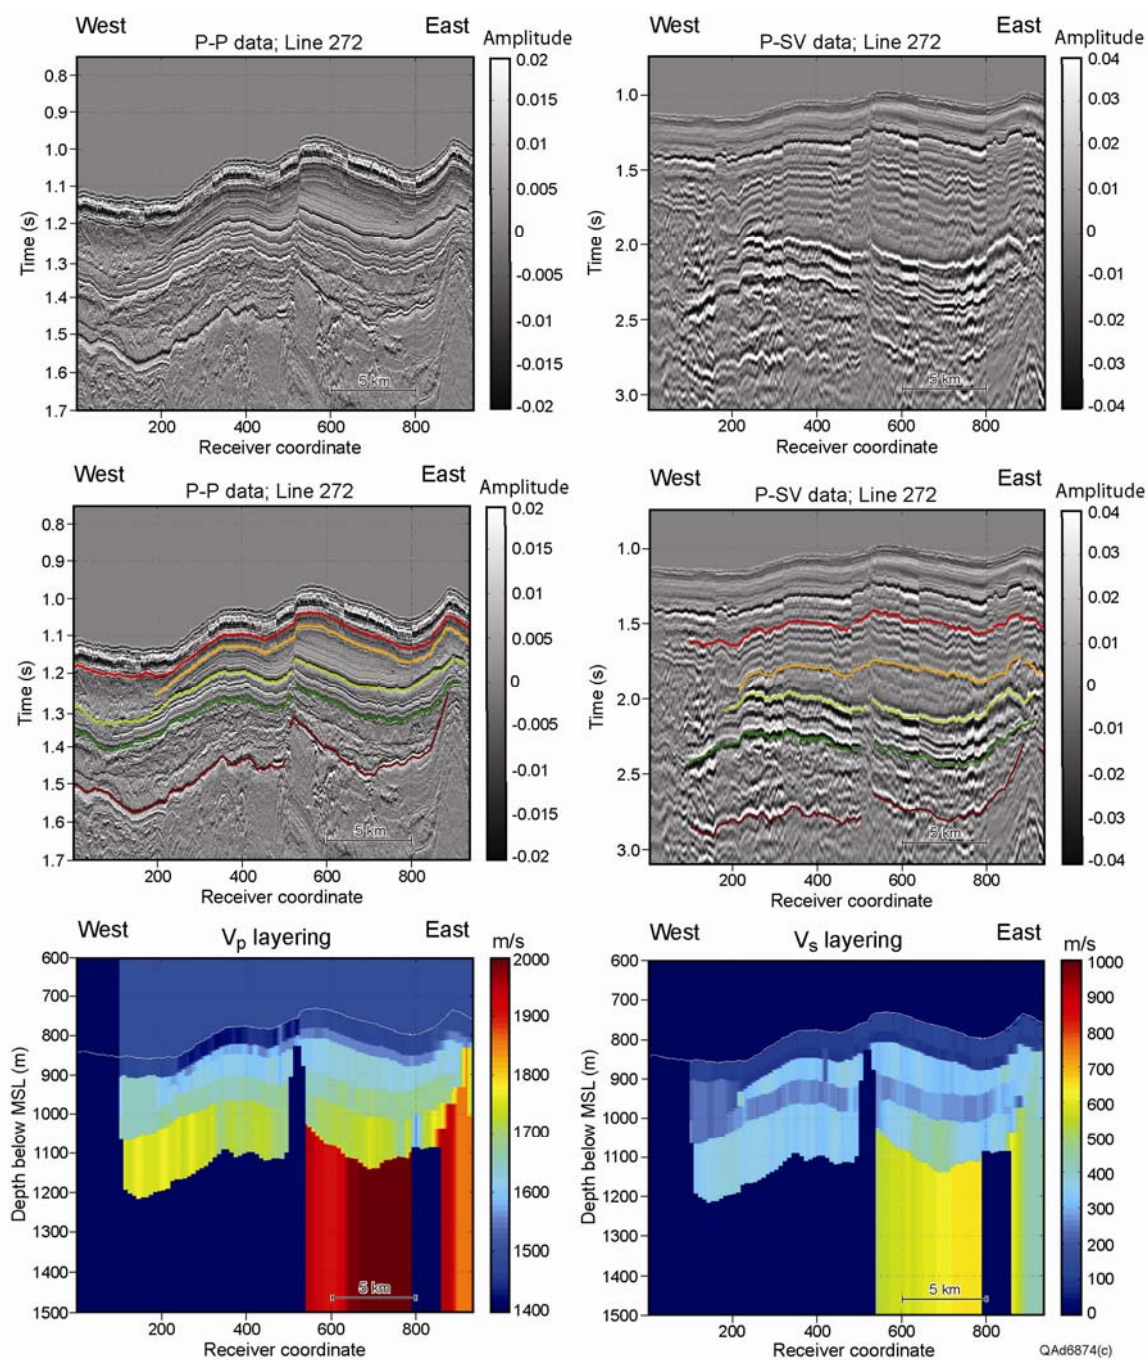 West East
P-P data; Line 272
Amplitude
0.8
0.9
1.0
1.1
1.2
1.3
1.4
1.5
1.6
1.7
Time (s)
0.02
0.015
0.01
0.005
0
-0.005
-0.01
-0.015
-0.02
5 km
200 400 600 800
Receiver coordinate
West East
P-SV data; Line 272
Amplitude
1.0
1.5
2.0
2.5
3.0
Time (s)
0.04
0.03
0.02
0.01
0
-0.01
-0.02
-0.03
-0.04
5 km
200 400 600 800
Receiver coordinate
West East
P-P data; Line 272
Amplitude
0.8
0.9
1.0
1.1
1.2
1.3
1.4
1.5
1.6
1.7
Time (s)
0.02
0.015
0.01
0.005
0
-0.005
-0.01
-0.015
-0.02
5 km
200 400 600 800
Receiver coordinate
West East
P-SV data; Line 272
Amplitude
1.0
1.5
2.0
2.5
3.0
Time (s)
0.04
0.03
0.02
0.01
0
-0.01
-0.02
-0.03
-0.04
5 km
200 400 600 800
Receiver coordinate
West East
Vp layering
m/s
600
700
800
900
1000
1100
1200
1300
1400
1500
Depth below MSL (m)
2000
1900
1800
1700
1600
1500
1400
5 km
200 400 600 800
Receiver coordinate
West East
Vs layering
m/s
600
700
800
900
1000
1100
1200
1300
1400
1500
Depth below MSL (m)
1000
900
800
700
600
500
400
300
200
100
0
5 km
200 400 600 800
Receiver coordinate
QAd6874(c)